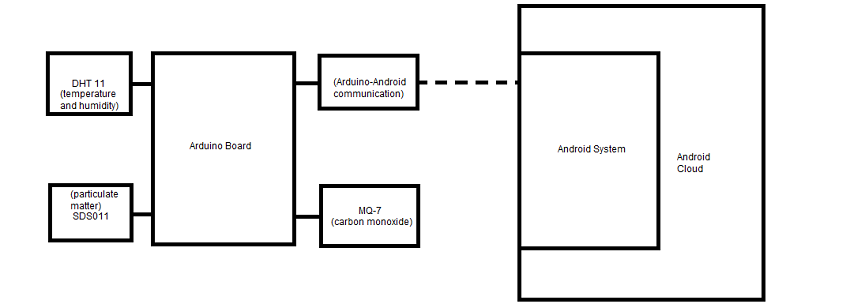 DHT 11
(temperature
and humidity)
(particulate
matter)
SDS011
Arduino Board
(Arduino-Android
communication)
MQ-7
(carbon monoxide)
Android System
Android
Cloud